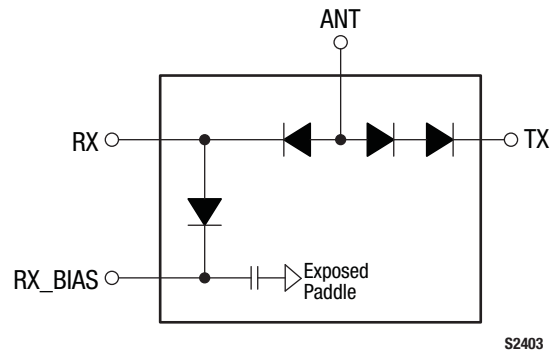 ANT
RX
TX
RX_BIAS
Exposed
Paddle
S2403